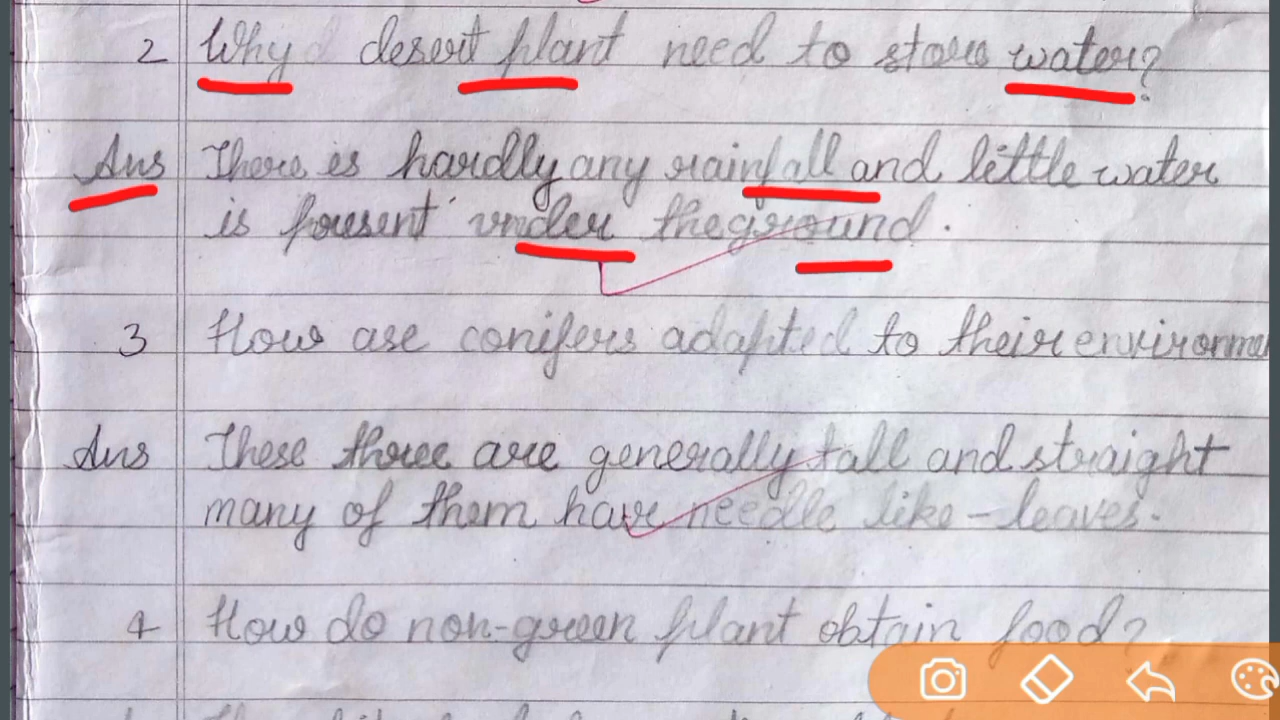 2 Why desert plant need to store water?
Ans There is hardly any rainfall and little water
is present under the ground.
3 How are conifers adapted to their environme
Ans These three are generally tall and straight
many of them have needle like - leaves.
4 How do non-green plant obtain food?